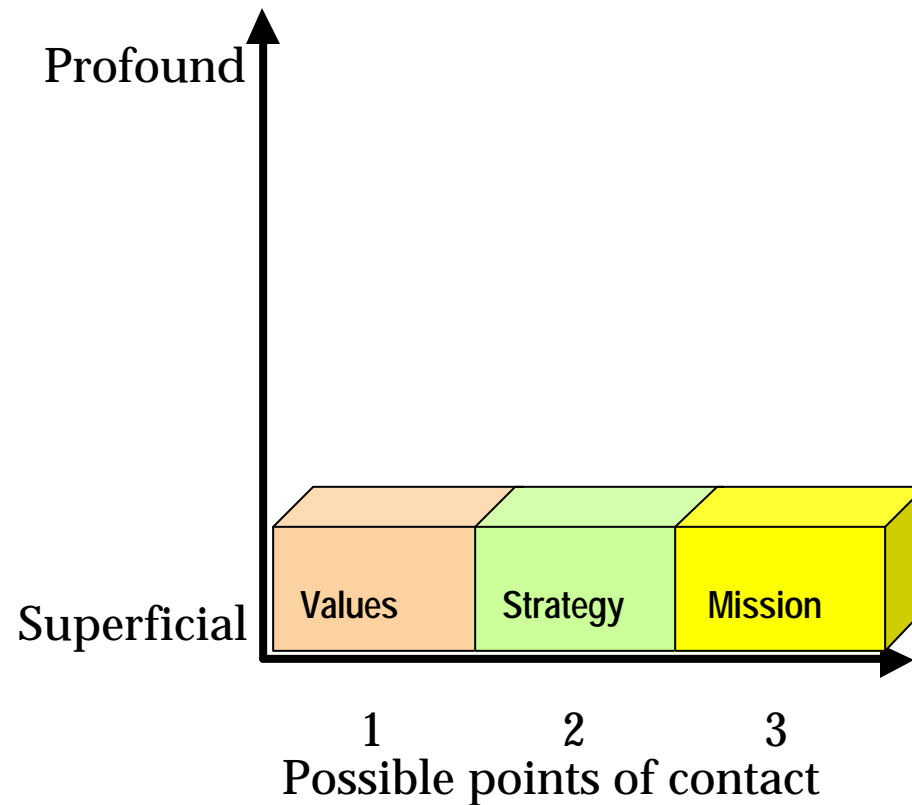 Profound
Superficial
Values
Strategy
Mission
1 2 3
Possible points of contact